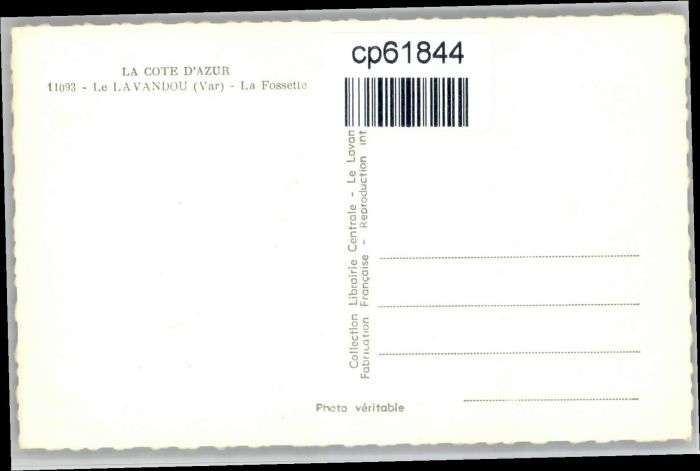 cp61844
LA COTE D'AZUR
11093 - Le LAVANDOU (Var) - La Fossette
Collection Librairie Centrale - Le Lavan
Fabrication Française - Reproduction int
Photo véritable